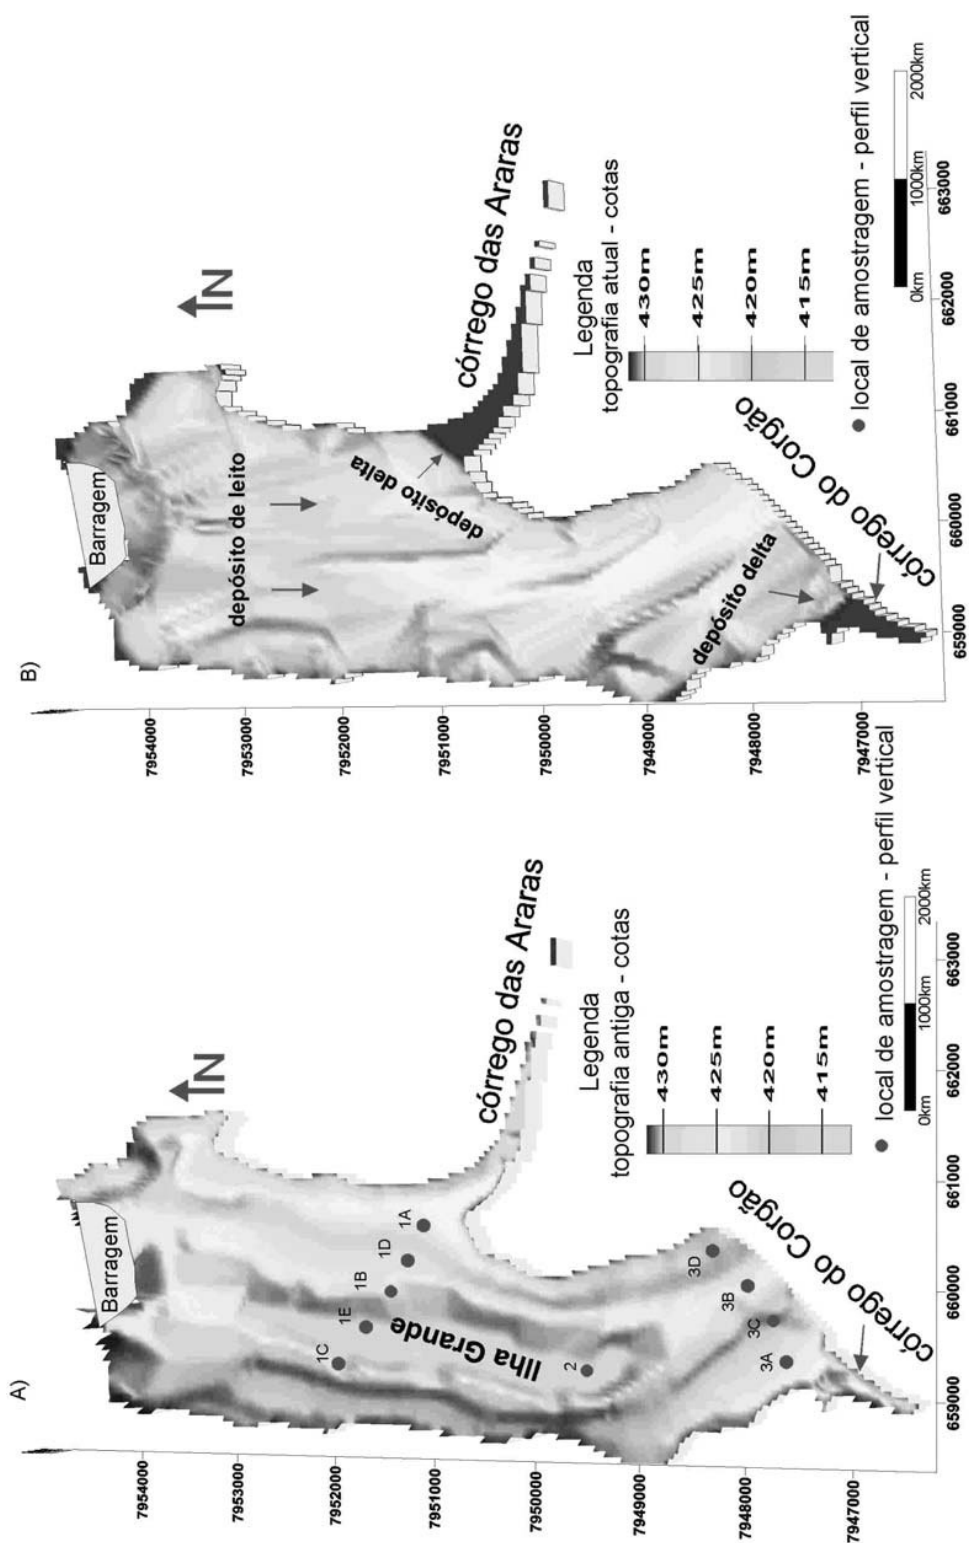 A)
Barragem
IN
córrego das Araras
1A
1D
1B
1E
1C
Ilha Grande
2
3D
3B
3C
3A
córrego do Corgão
Legenda
topografia antiga - cotas
430m
425m
420m
415m
local de amostragem - perfil vertical
0km 1000km 2000km
7954000
7953000
7952000
7951000
7950000
7949000
7948000
7947000
659000 660000 661000 662000 663000
B)
Barragem
IN
depósito de leito
depósito delta
córrego das Araras
depósito delta
córrego do Corgão
Legenda
topografia atual - cotas
430m
425m
420m
415m
local de amostragem - perfil vertical
0km 1000km 2000km
7954000
7953000
7952000
7951000
7950000
7949000
7948000
7947000
659000 660000 661000 662000 663000